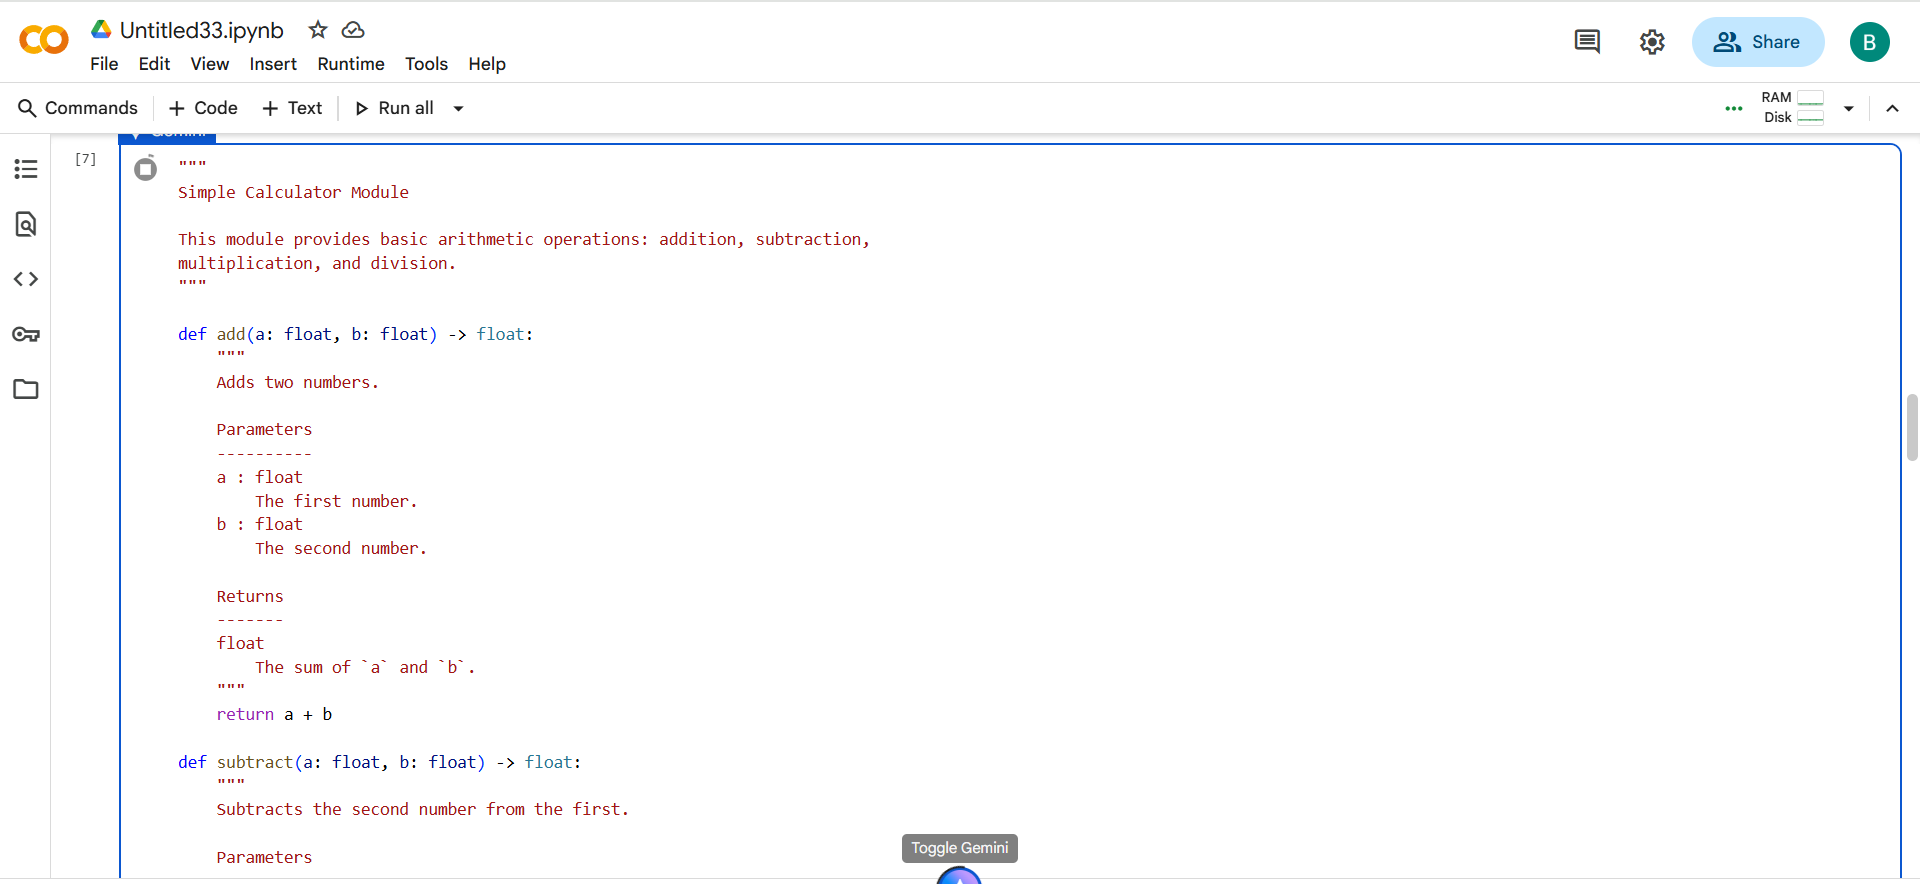 Untitled33.ipynb
File Edit View Insert Runtime Tools Help
Share
B
Commands + Code + Text Run all
RAM
Disk
Gemini
[7]
"""
Simple Calculator Module
This module provides basic arithmetic operations: addition, subtraction,
multiplication, and division.
"""
def add(a: float, b: float) -> float:
"""
Adds two numbers.
Parameters
----------
a : float
The first number.
b : float
The second number.
Returns
-------
float
The sum of `a` and `b`.
"""
return a + b
def subtract(a: float, b: float) -> float:
"""
Subtracts the second number from the first.
Parameters
Toggle Gemini